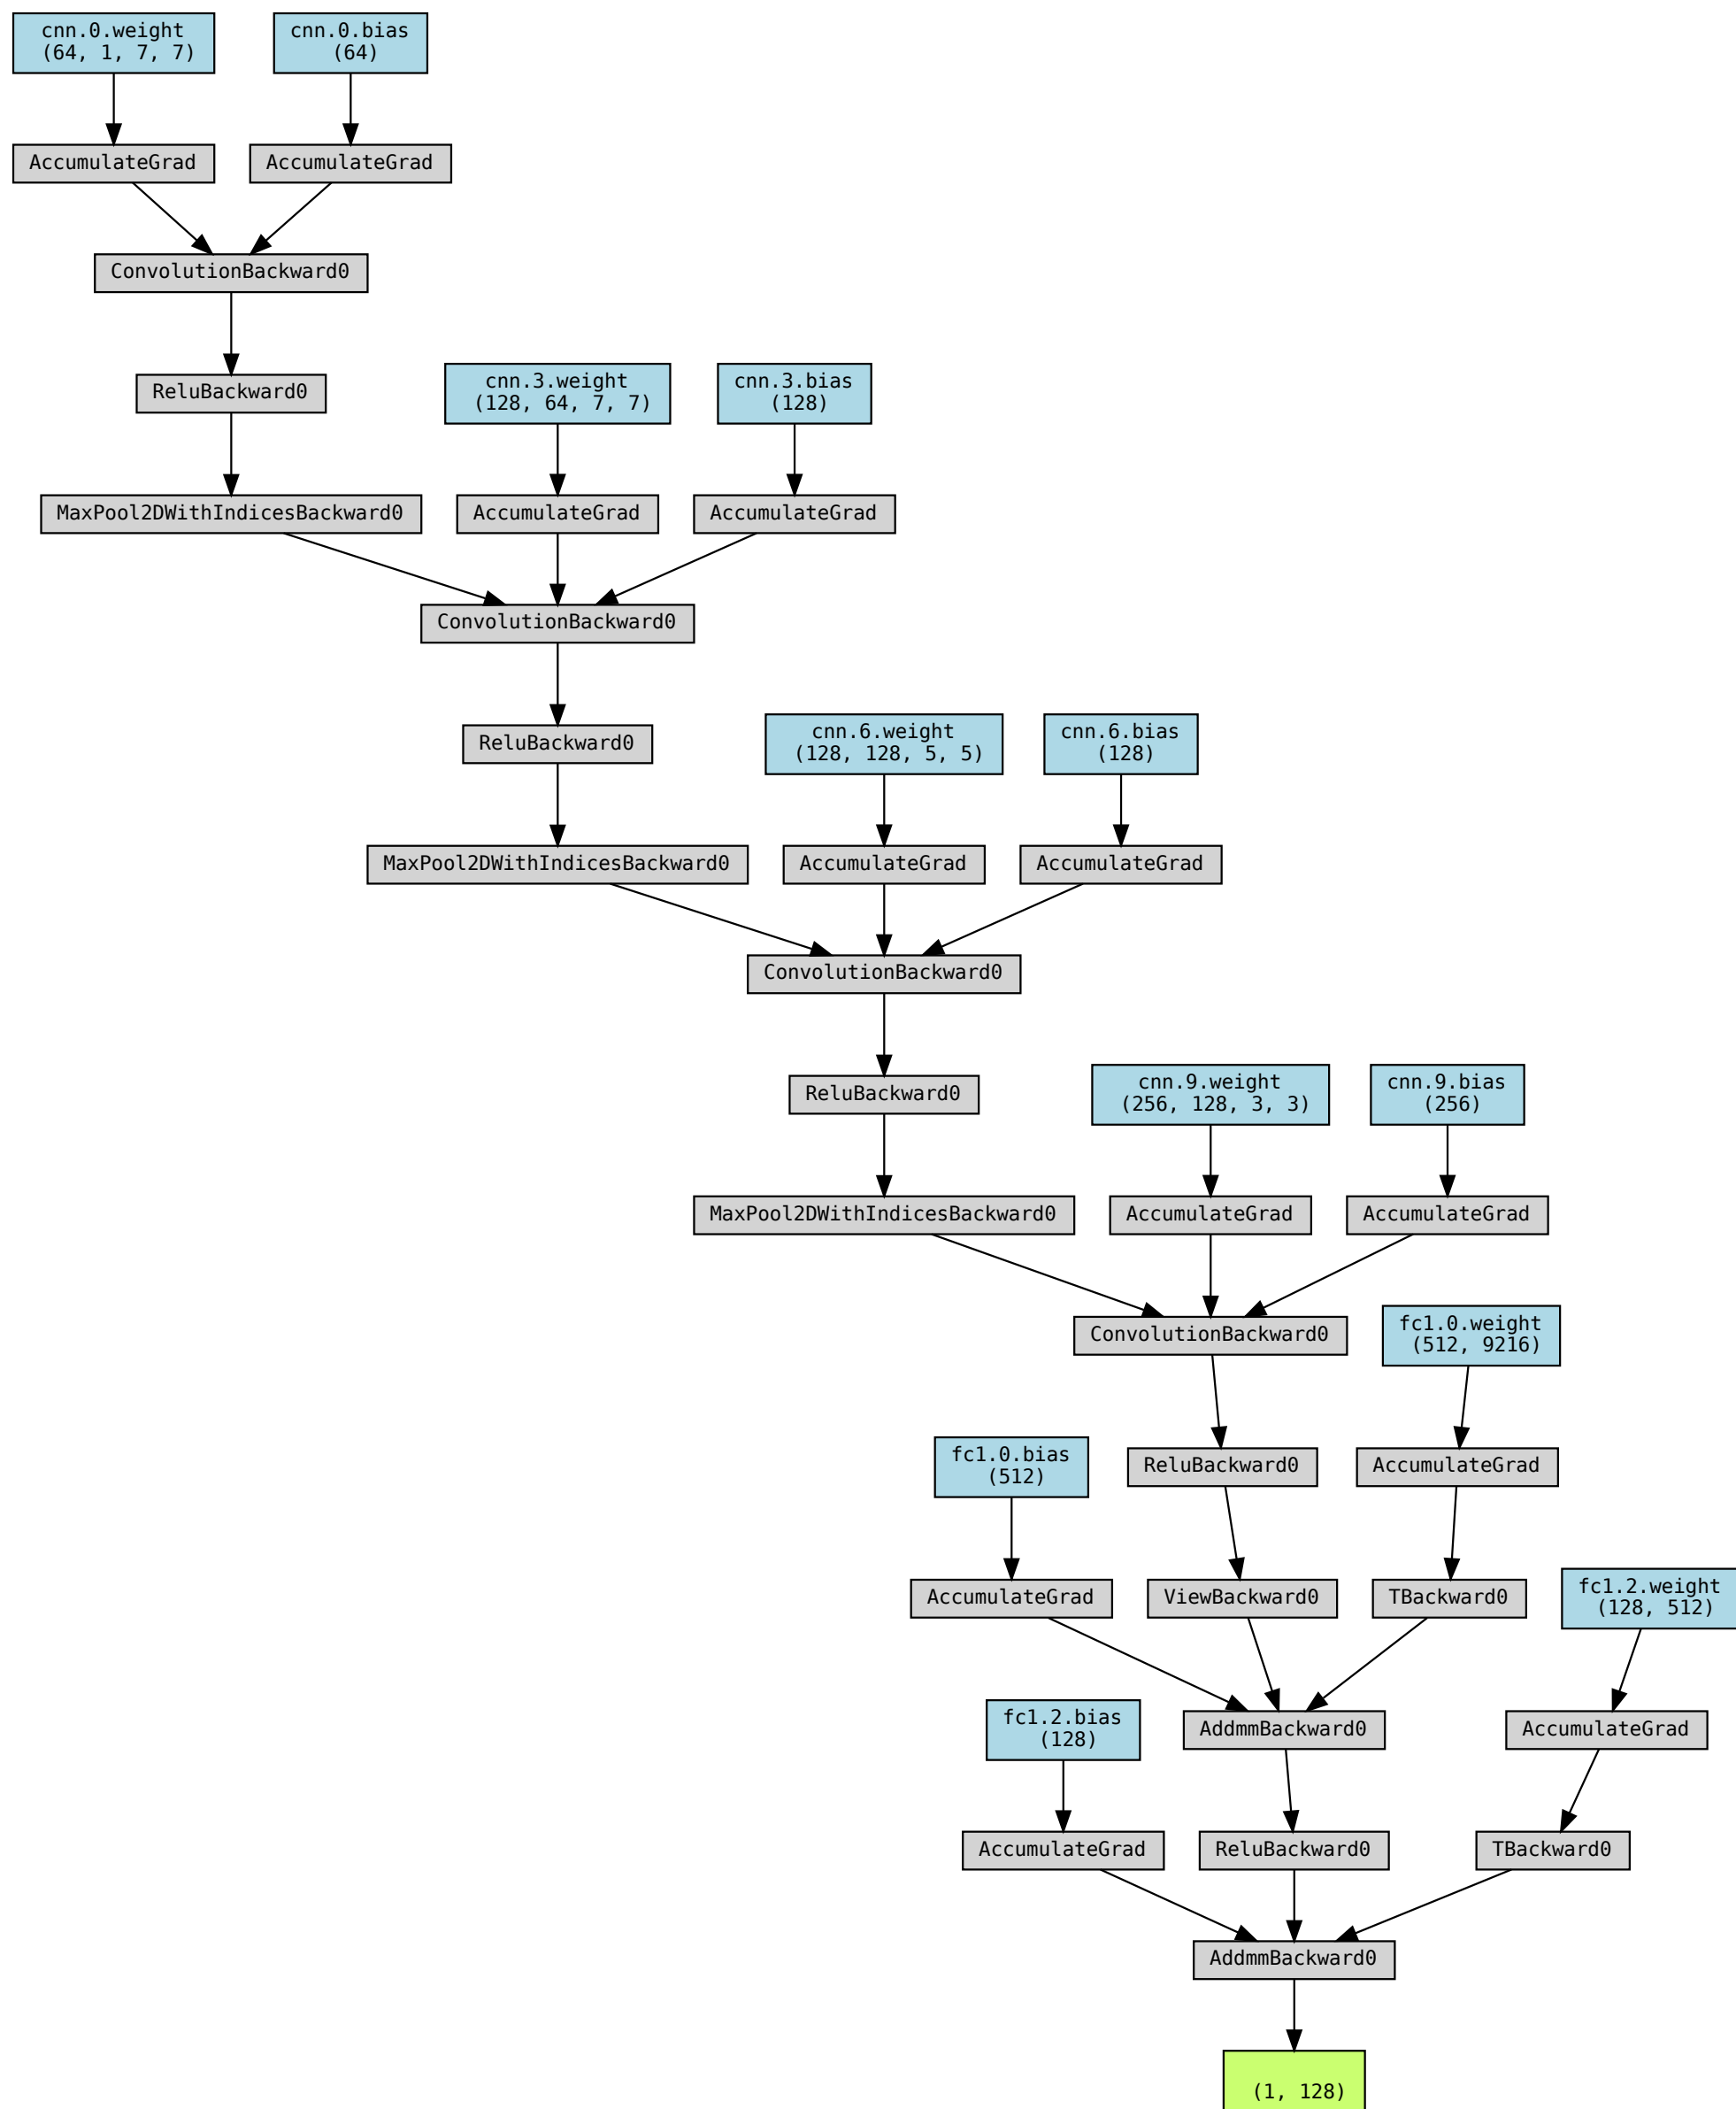 cnn.0.weight
(64, 1, 7, 7)
cnn.0.bias
(64)
AccumulateGrad
AccumulateGrad
ConvolutionBackward0
ReluBackward0
cnn.3.weight
(128, 64, 7, 7)
cnn.3.bias
(128)
MaxPool2DWithIndicesBackward0
AccumulateGrad
AccumulateGrad
ConvolutionBackward0
ReluBackward0
cnn.6.weight
(128, 128, 5, 5)
cnn.6.bias
(128)
MaxPool2DWithIndicesBackward0
AccumulateGrad
AccumulateGrad
ConvolutionBackward0
ReluBackward0
cnn.9.weight
(256, 128, 3, 3)
cnn.9.bias
(256)
MaxPool2DWithIndicesBackward0
AccumulateGrad
AccumulateGrad
ConvolutionBackward0
fc1.0.weight
(512, 9216)
fc1.0.bias
(512)
ReluBackward0
AccumulateGrad
AccumulateGrad
ViewBackward0
TBackward0
fc1.2.weight
(128, 512)
fc1.2.bias
(128)
AddmmBackward0
AccumulateGrad
AccumulateGrad
ReluBackward0
TBackward0
AddmmBackward0
(1, 128)